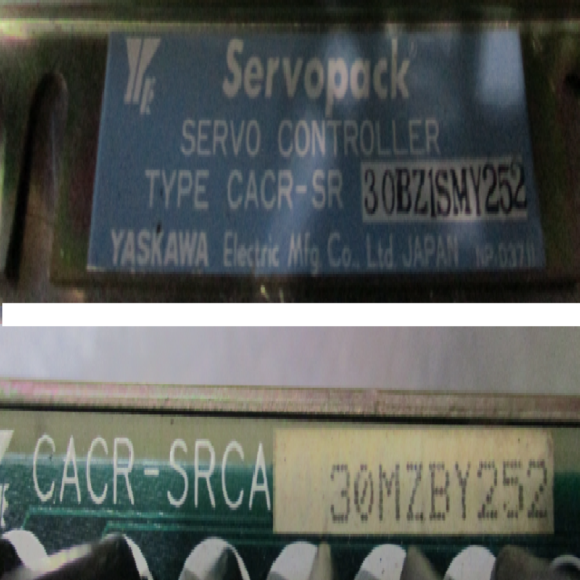 Servopack
SERVO CONTROLLER
TYPE CACR-SR 30BZ1SMY252
YASKAWA Electric Mfg Co., Ltd. JAPAN
CACR-SRCA 30MZBY252